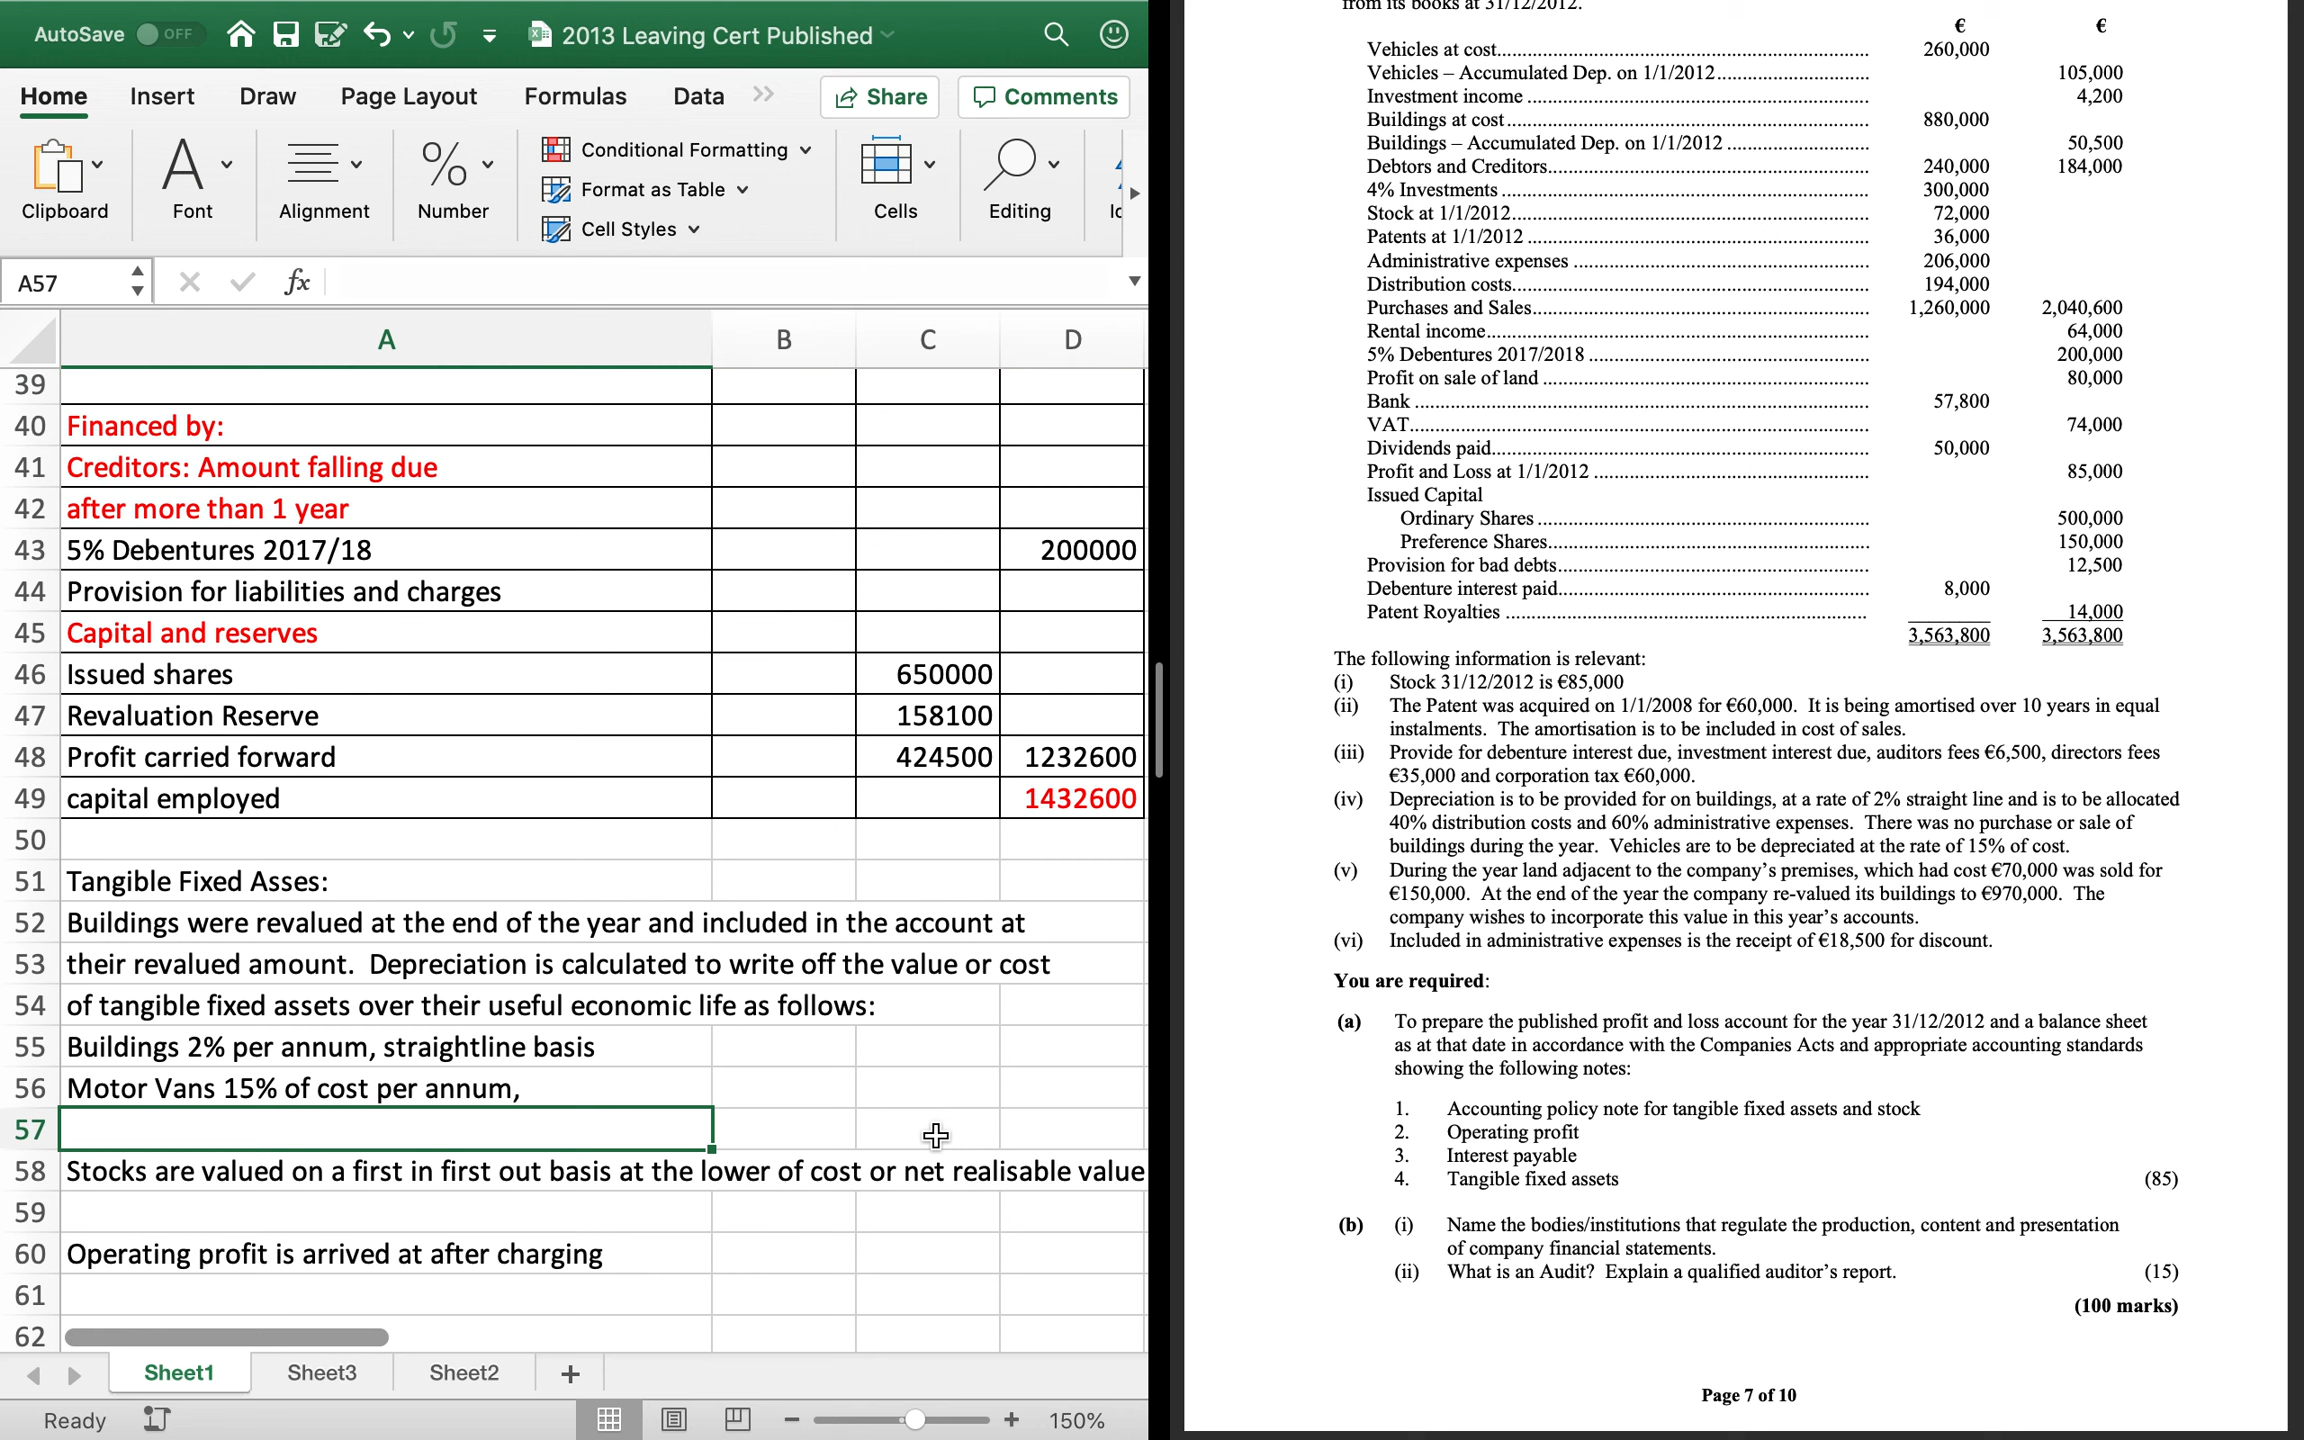 AutoSave OFF 2013 Leaving Cert Published
Home Insert Draw Page Layout Formulas Data Share Comments
Conditional Formatting
Format as Table
Cell Styles
Clipboard Font Alignment Number Cells Editing
A57 fx
A B C D
39
40 Financed by:
41 Creditors: Amount falling due
42 after more than 1 year
43 5% Debentures 2017/18 200000
44 Provision for liabilities and charges
45 Capital and reserves
46 Issued shares 650000
47 Revaluation Reserve 158100
48 Profit carried forward 424500 1232600
49 capital employed 1432600
50
51 Tangible Fixed Asses:
52 Buildings were revalued at the end of the year and included in the account at
53 their revalued amount. Depreciation is calculated to write off the value or cost
54 of tangible fixed assets over their useful economic life as follows:
55 Buildings 2% per annum, straightline basis
56 Motor Vans 15% of cost per annum,
57
58 Stocks are valued on a first in first out basis at the lower of cost or net realisable value
59
60 Operating profit is arrived at after charging
61
62
Sheet1 Sheet3 Sheet2 +
Ready 150%
from its books at 31/12/2012.
€ €
Vehicles at cost 260,000
Vehicles – Accumulated Dep. on 1/1/2012 105,000
Investment income 4,200
Buildings at cost 880,000
Buildings – Accumulated Dep. on 1/1/2012 50,500
Debtors and Creditors 240,000 184,000
4% Investments 300,000
Stock at 1/1/2012 72,000
Patents at 1/1/2012 36,000
Administrative expenses 206,000
Distribution costs 194,000
Purchases and Sales 1,260,000 2,040,600
Rental income 64,000
5% Debentures 2017/2018 200,000
Profit on sale of land 80,000
Bank 57,800
VAT 74,000
Dividends paid 50,000
Profit and Loss at 1/1/2012 85,000
Issued Capital
Ordinary Shares 500,000
Preference Shares 150,000
Provision for bad debts 12,500
Debenture interest paid 8,000
Patent Royalties 14,000
3,563,800 3,563,800
The following information is relevant:
(i) Stock 31/12/2012 is €85,000
(ii) The Patent was acquired on 1/1/2008 for €60,000. It is being amortised over 10 years in equal
instalments. The amortisation is to be included in cost of sales.
(iii) Provide for debenture interest due, investment interest due, auditors fees €6,500, directors fees
€35,000 and corporation tax €60,000.
(iv) Depreciation is to be provided for on buildings, at a rate of 2% straight line and is to be allocated
40% distribution costs and 60% administrative expenses. There was no purchase or sale of
buildings during the year. Vehicles are to be depreciated at the rate of 15% of cost.
(v) During the year land adjacent to the company’s premises, which had cost €70,000 was sold for
€150,000. At the end of the year the company re-valued its buildings to €970,000. The
company wishes to incorporate this value in this year’s accounts.
(vi) Included in administrative expenses is the receipt of €18,500 for discount.
You are required:
(a) To prepare the published profit and loss account for the year 31/12/2012 and a balance sheet
as at that date in accordance with the Companies Acts and appropriate accounting standards
showing the following notes:
1. Accounting policy note for tangible fixed assets and stock
2. Operating profit
3. Interest payable
4. Tangible fixed assets (85)
(b) (i) Name the bodies/institutions that regulate the production, content and presentation
of company financial statements.
(ii) What is an Audit? Explain a qualified auditor’s report. (15)
(100 marks)
Page 7 of 10